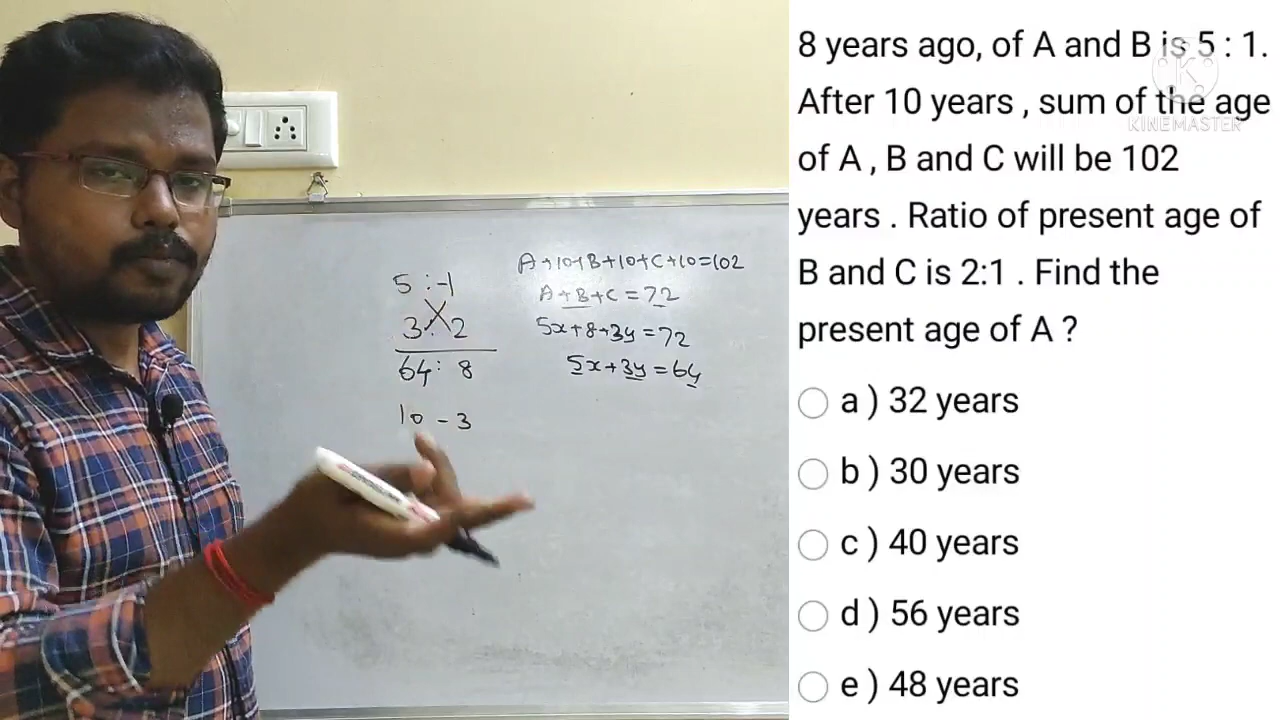 8 years ago, of A and B is 5 : 1.
After 10 years , sum of the age
of A , B and C will be 102
years . Ratio of present age of
B and C is 2:1 . Find the
present age of A ?
a ) 32 years
b ) 30 years
c ) 40 years
d ) 56 years
e ) 48 years
KINEMASTER
5 : -1
3 : 2
64 : 8
10 - 3
A+10+B+10+C+10=102
A+B+C = 72
5x+8+3y=72
5x+3y=64